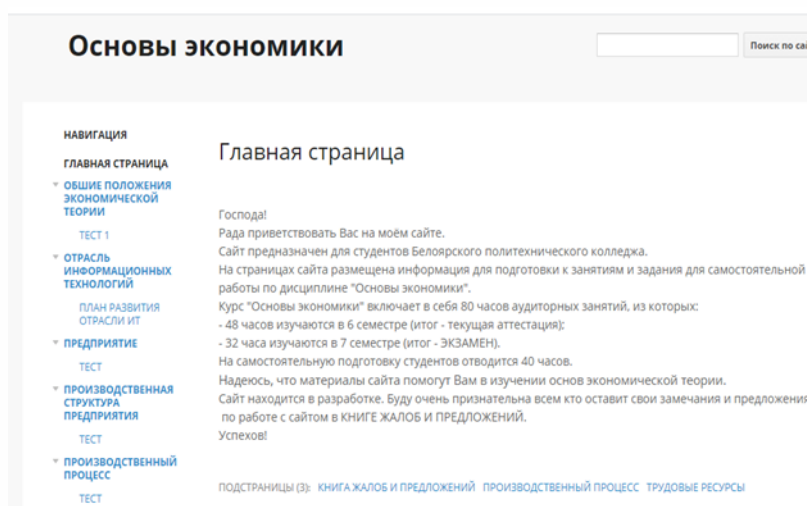 Основы экономики
Поиск по сай
НАВИГАЦИЯ
ГЛАВНАЯ СТРАНИЦА
ОБЩИЕ ПОЛОЖЕНИЯ
ЭКОНОМИЧЕСКОЙ
ТЕОРИИ
ТЕСТ 1
ОТРАСЛЬ
ИНФОРМАЦИОННЫХ
ТЕХНОЛОГИЙ
ПЛАН РАЗВИТИЯ
ОТРАСЛИ ИТ
ПРЕДПРИЯТИЕ
ТЕСТ
ПРОИЗВОДСТВЕННАЯ
СТРУКТУРА
ПРЕДПРИЯТИЯ
ТЕСТ
ПРОИЗВОДСТВЕННЫЙ
ПРОЦЕСС
ТЕСТ
Главная страница
Господа!
Рада приветствовать Вас на моём сайте.
Сайт предназначен для студентов Белоярского политехнического колледжа.
На страницах сайта размещена информация для подготовки к занятиям и задания для самостоятельной
работы по дисциплине "Основы экономики".
Курс "Основы экономики" включает в себя 80 часов аудиторных занятий, из которых:
- 48 часов изучаются в 6 семестре (итог - текущая аттестация);
- 32 часа изучаются в 7 семестре (итог - ЭКЗАМЕН).
На самостоятельную подготовку студентов отводится 40 часов.
Надеюсь, что материалы сайта помогут Вам в изучении основ экономической теории.
Сайт находится в разработке. Буду очень признательна всем кто оставит свои замечания и предложения
по работе с сайтом в КНИГЕ ЖАЛОБ И ПРЕДЛОЖЕНИЙ.
Успехов!
ПОДСТРАНИЦЫ (3): КНИГА ЖАЛОБ И ПРЕДЛОЖЕНИЙ ПРОИЗВОДСТВЕННЫЙ ПРОЦЕСС ТРУДОВЫЕ РЕСУРСЫ